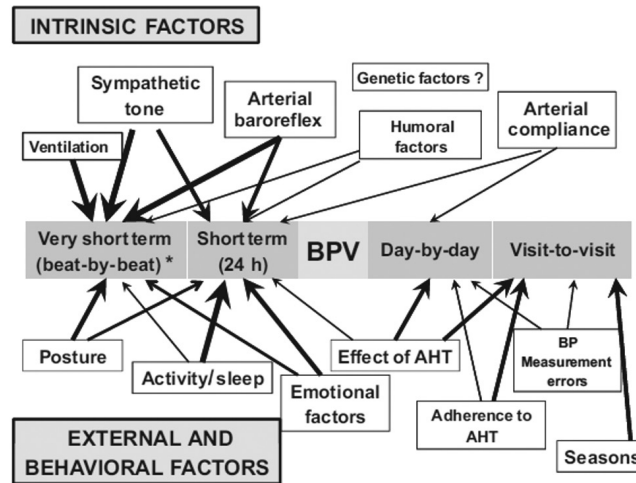 INTRINSIC FACTORS
Sympathetic
tone
Arterial
baroreflex
Genetic factors ?
Humoral
factors
Arterial
compliance
Ventilation
Very short term
(beat-by-beat) *
Short term
(24 h)
BPV
Day-by-day
Visit-to-visit
Posture
Activity/sleep
Emotional
factors
Effect of AHT
BP
Measurement
errors
Adherence to
AHT
Seasons
EXTERNAL AND
BEHAVIORAL FACTORS